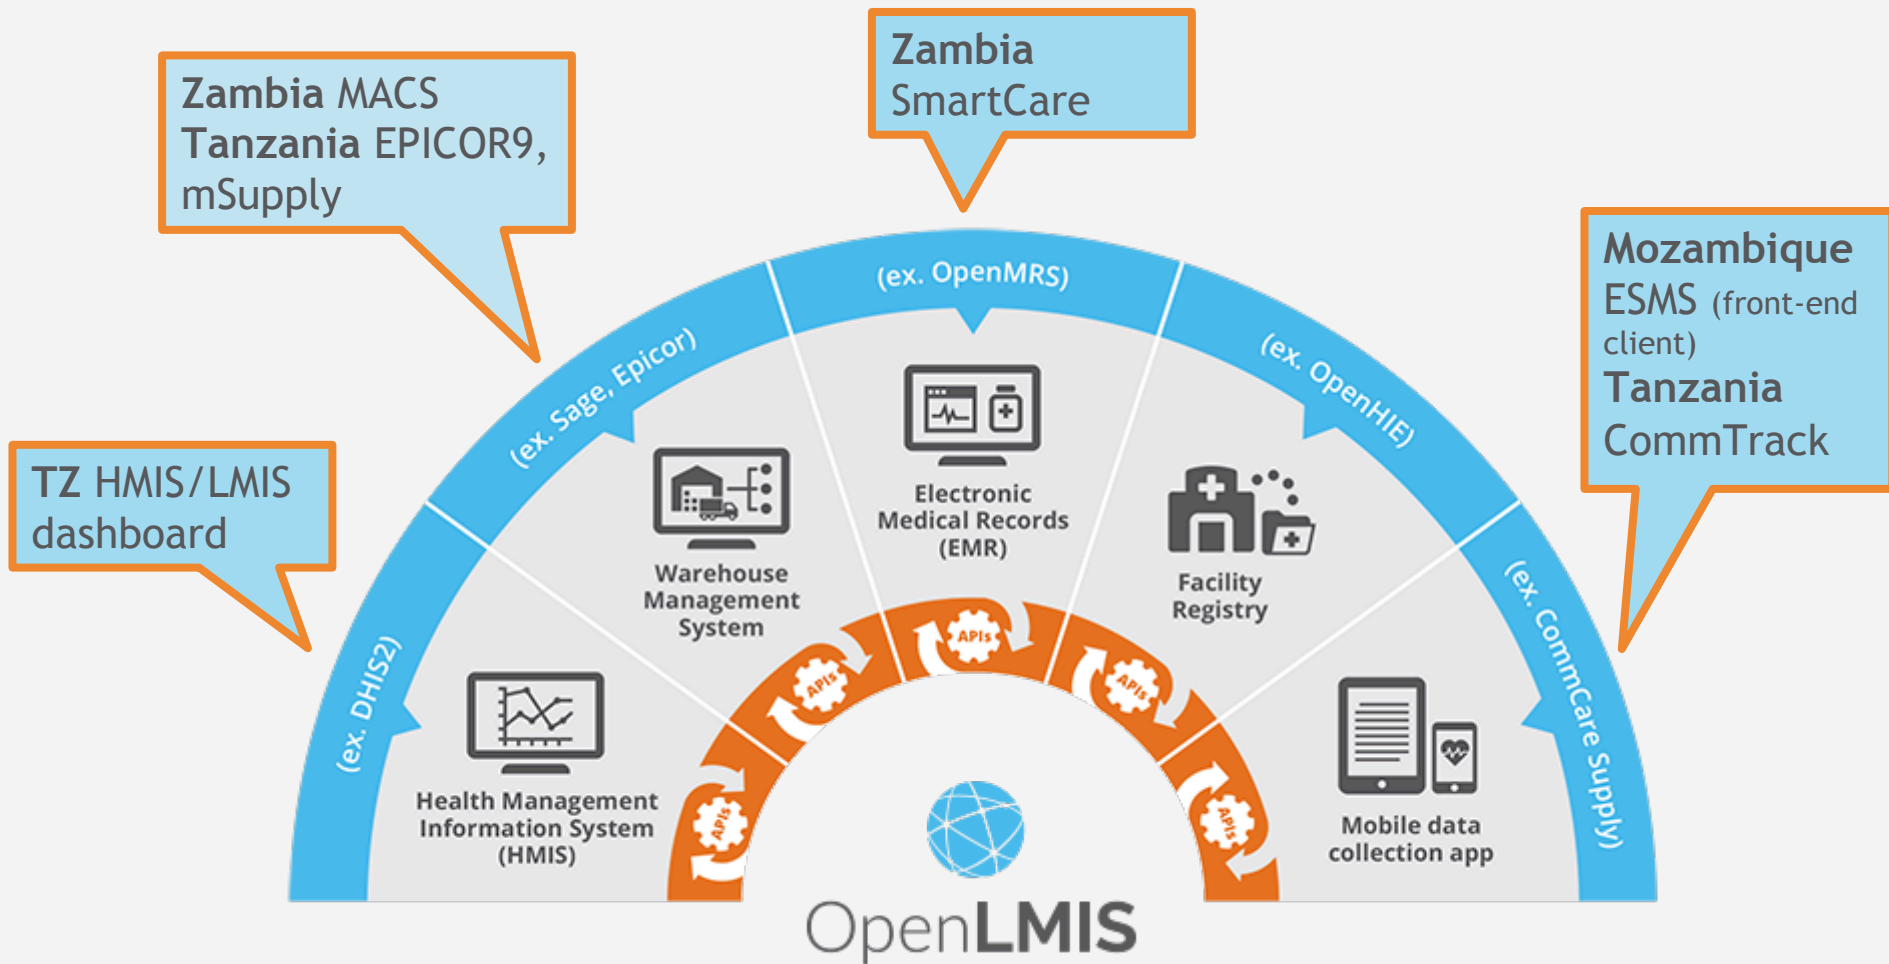 Zambia MACS
Tanzania EPICOR9,
mSupply
Zambia
SmartCare
Mozambique
ESMS (front-end
client)
Tanzania
CommTrack
TZ HMIS/LMIS
dashboard
(ex. DHIS2)
(ex. Sage, Epicor)
(ex. OpenMRS)
(ex. OpenHIE)
(ex. CommCare Supply)
Health Management
Information System
(HMIS)
Warehouse
Management
System
Electronic
Medical Records
(EMR)
Facility
Registry
Mobile data
collection app
APIs
APIs
APIs
APIs
APIs
OpenLMIS